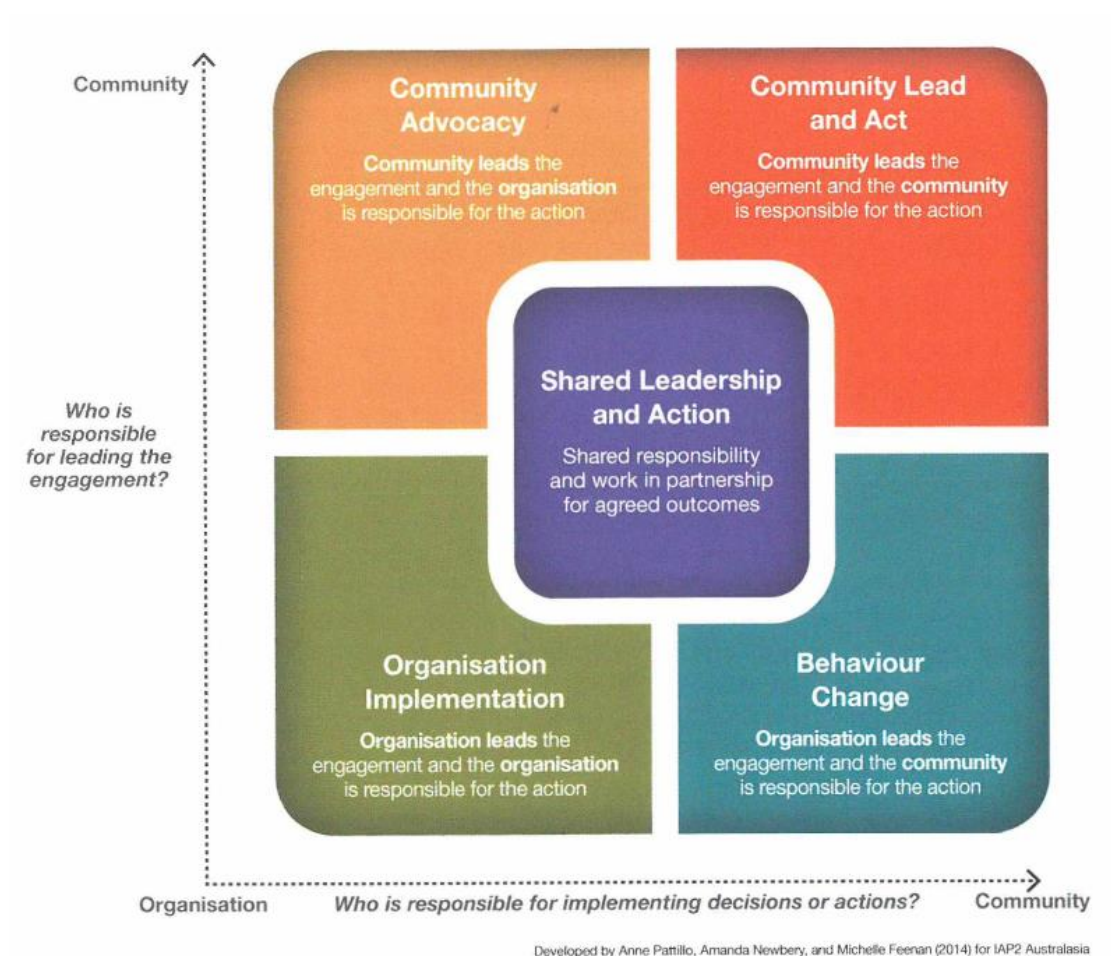 Community
Community
Advocacy
Community leads the
engagement and the organisation
is responsible for the action
Community Lead
and Act
Community leads the
engagement and the community
is responsible for the action
Who is
responsible
for leading the
engagement?
Shared Leadership
and Action
Shared responsibility
and work in partnership
for agreed outcomes
Organisation
Implementation
Organisation leads the
engagement and the organisation
is responsible for the action
Behaviour
Change
Organisation leads the
engagement and the community
is responsible for the action
Organisation
Who is responsible for implementing decisions or actions?
Community
Developed by Anne Pattillo, Amanda Newbery, and Michelle Feenan (2014) for IAP2 Australasia